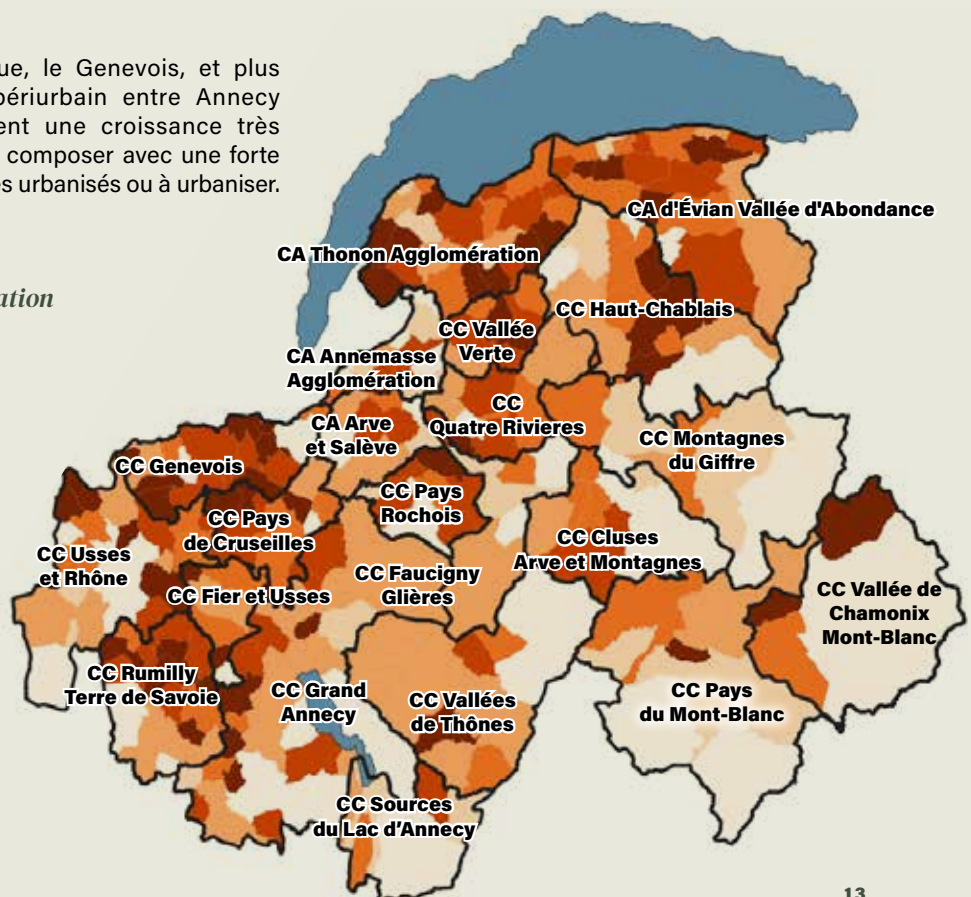 ue, le Genevois, et plus
périurbain entre Annecy
ent une croissance très
composer avec une forte
es urbanisés ou à urbaniser.
ation
CA d'Évian Vallée d'Abondance
CA Thonon Agglomération
CC Haut-Chablais
CC Vallée
Verte
CA Annemasse
Agglomération
CC
Quatre Rivieres
CA Arve
et Salève
CC Montagnes
du Giffre
CC Genevois
CC Pays
Rochois
CC Pays
de Cruseilles
CC Cluses
Arve et Montagnes
CC Usses
et Rhône
CC Faucigny
Glières
CC Fier et Usses
CC Vallée de
Chamonix
Mont-Blanc
CC Rumilly
Terre de Savoie
CC Grand
Annecy
CC Vallées
de Thônes
CC Pays
du Mont-Blanc
CC Sources
du Lac d’Annecy
13